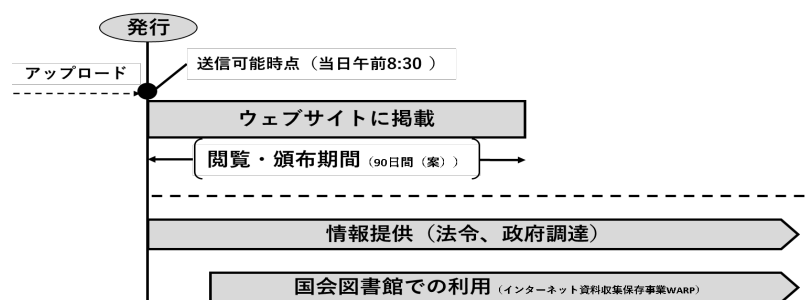 発行
送信可能時点（当日午前8:30 ）
アップロード
ウェブサイトに掲載
閲覧・頒布期間（90日間（案））
情報提供（法令、政府調達）
国会図書館での利用（インターネット資料収集保存事業WARP）